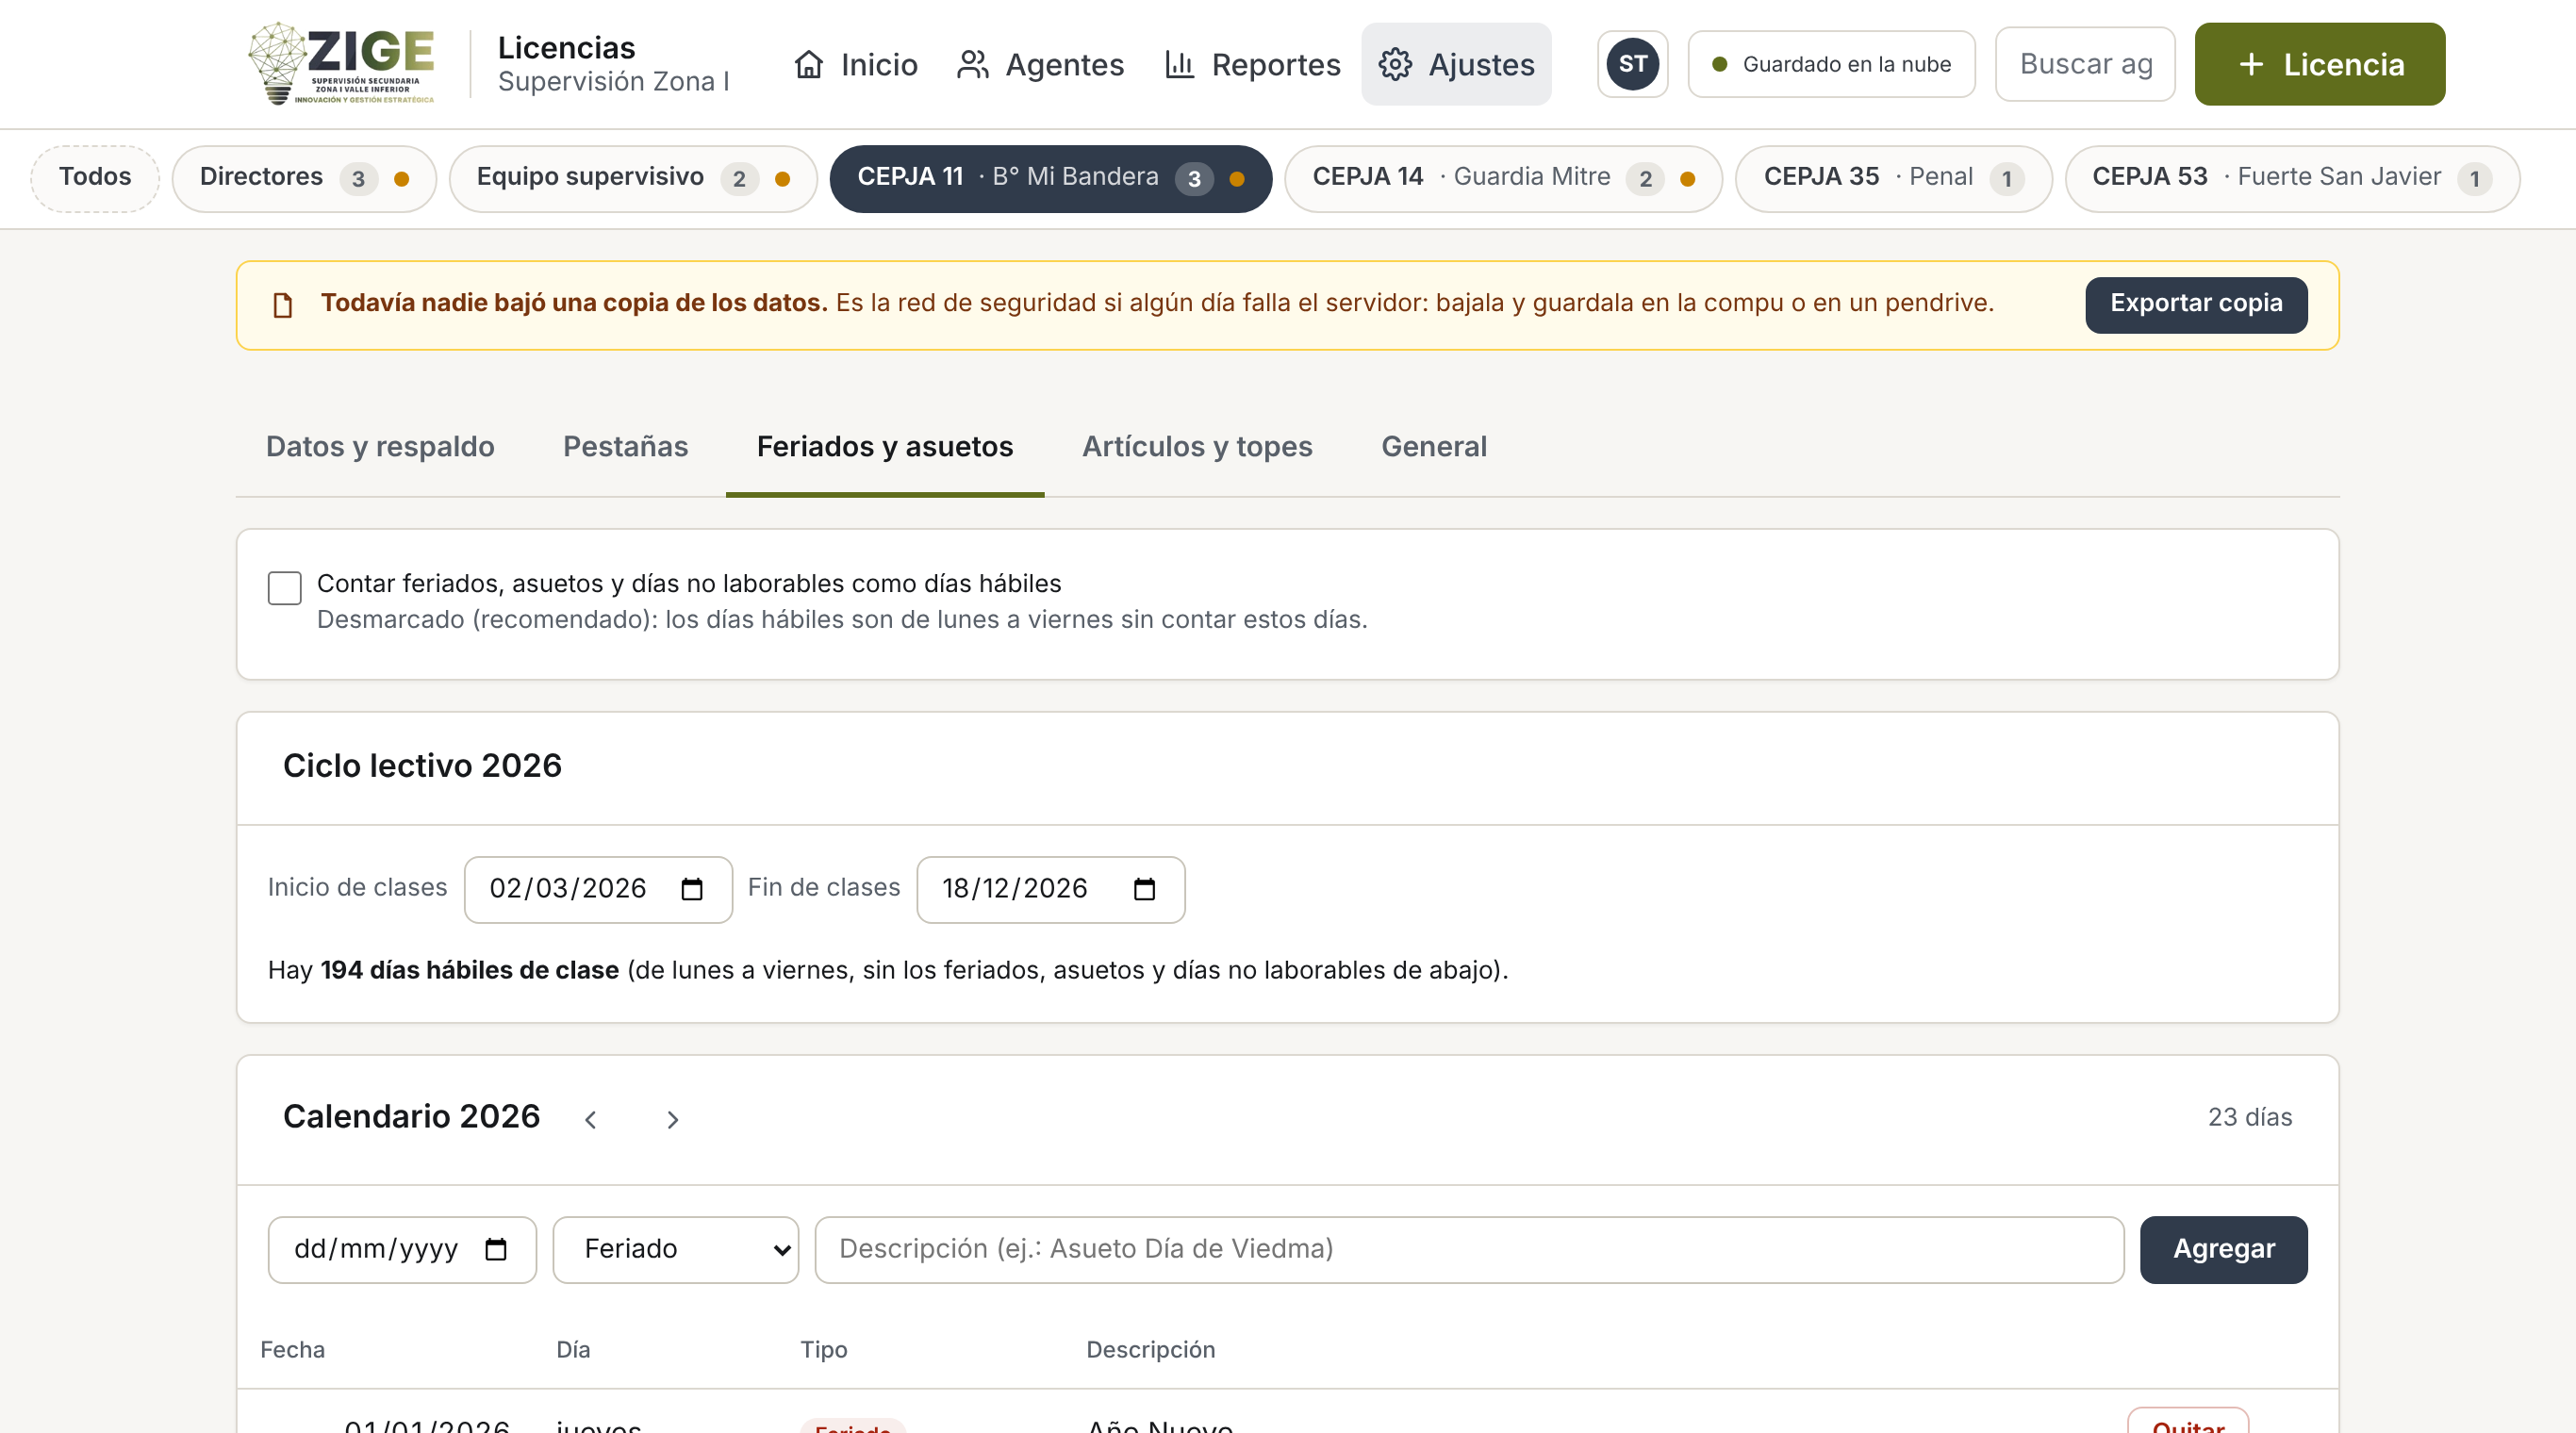 ZIGE
SUPERVISIÓN SECUNDARIA
ZONA I VALLE INFERIOR
INNOVACIÓN Y GESTIÓN ESTRATÉGICA
Licencias
Supervisión Zona I
Inicio
Agentes
Reportes
Ajustes
ST
Guardado en la nube
Buscar ag
+ Licencia
Todos
Directores 3
Equipo supervisivo 2
CEPJA 11 · B° Mi Bandera 3
CEPJA 14 · Guardia Mitre 2
CEPJA 35 · Penal 1
CEPJA 53 · Fuerte San Javier 1
Todavía nadie bajó una copia de los datos. Es la red de seguridad si algún día falla el servidor: bajala y guardala en la compu o en un pendrive.
Exportar copia
Datos y respaldo
Pestañas
Feriados y asuetos
Artículos y topes
General
Contar feriados, asuetos y días no laborables como días hábiles
Desmarcado (recomendado): los días hábiles son de lunes a viernes sin contar estos días.
Ciclo lectivo 2026
Inicio de clases 02/03/2026 Fin de clases 18/12/2026
Hay 194 días hábiles de clase (de lunes a viernes, sin los feriados, asuetos y días no laborables de abajo).
Calendario 2026 ‹ ›
23 días
dd/mm/yyyy
Feriado
Descripción (ej.: Asueto Día de Viedma)
Agregar
Fecha Día Tipo Descripción
01/01/2026 jueves Feriado Año Nuevo Quitar